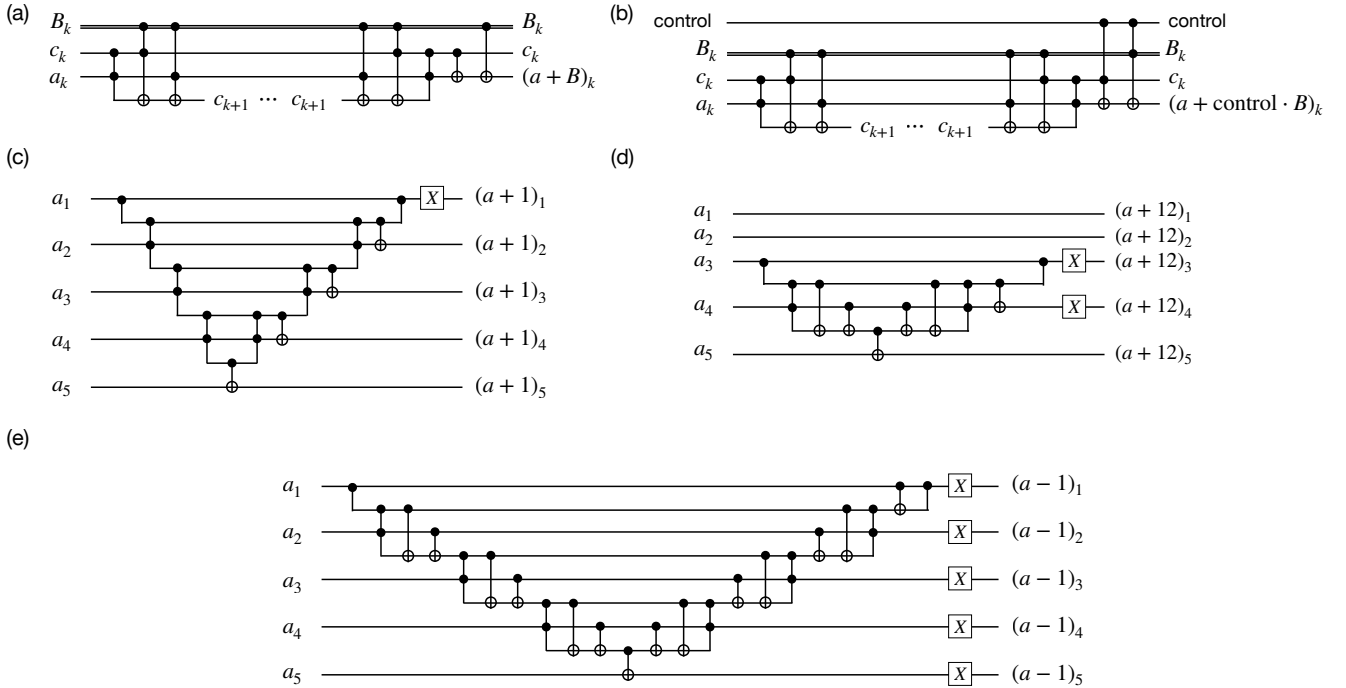 (a)
B_k B_k
c_k c_k
a_k (a + B)_k
c_{k+1} ··· c_{k+1}
(b)
control control
B_k B_k
c_k c_k
a_k (a + control · B)_k
c_{k+1} ··· c_{k+1}
(c)
a_1 X (a + 1)_1
a_2 (a + 1)_2
a_3 (a + 1)_3
a_4 (a + 1)_4
a_5 (a + 1)_5
(d)
a_1 (a + 12)_1
a_2 (a + 12)_2
a_3 X (a + 12)_3
a_4 X (a + 12)_4
a_5 (a + 12)_5
(e)
a_1 X (a − 1)_1
a_2 X (a − 1)_2
a_3 X (a − 1)_3
a_4 X (a − 1)_4
a_5 X (a − 1)_5